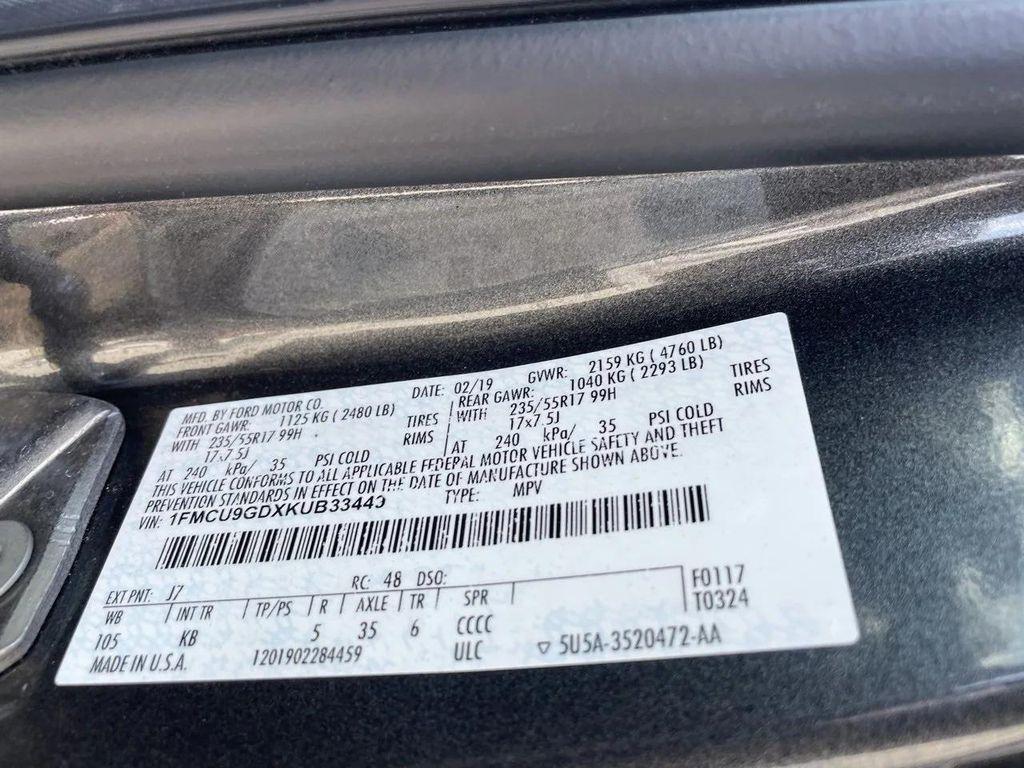 MFD. BY FORD MOTOR CO. DATE: 02/19 GVWR: 2159 KG ( 4760 LB)
FRONT GAWR: 1125 KG ( 2480 LB) REAR GAWR: 1040 KG ( 2293 LB)
WITH 235/55R17 99H TIRES WITH 235/55R17 99H TIRES
17x7.5J RIMS 17x7.5J RIMS
AT 240 kPa/ 35 PSI COLD AT 240 kPa/ 35 PSI COLD
THIS VEHICLE CONFORMS TO ALL APPLICABLE FEDERAL MOTOR VEHICLE SAFETY AND THEFT
PREVENTION STANDARDS IN EFFECT ON THE DATE OF MANUFACTURE SHOWN ABOVE.
VIN: 1FMCU9GDXKUB33443 TYPE: MPV
EXT PNT: J7 RC: 48 DSO:
WB INT TR TP/PS R AXLE TR SPR F0117
105 KB 5 35 6 CCCC T0324
MADE IN U.S.A. 1201902284459 ULC ▽ 5U5A-3520472-AA